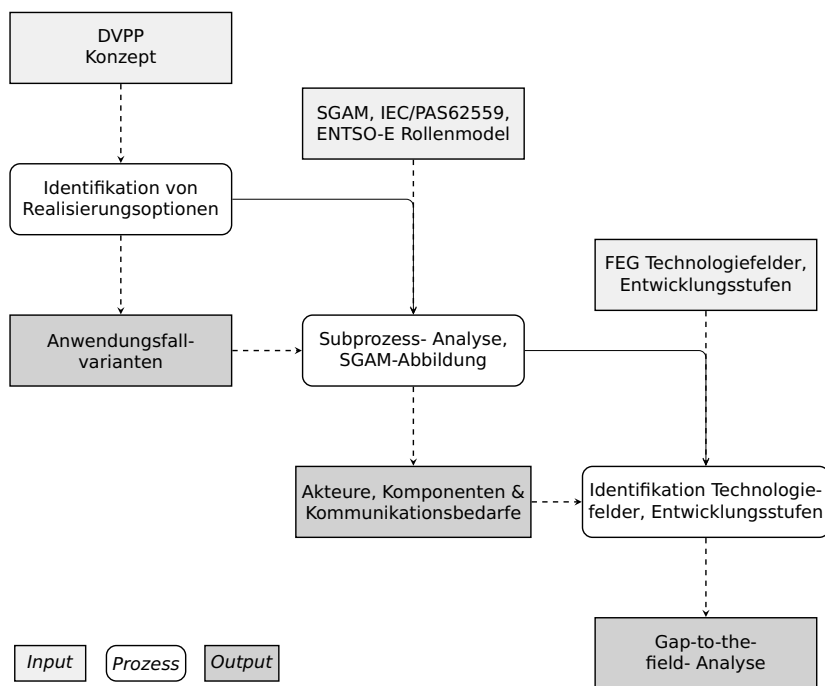 DVPP
Konzept
SGAM, IEC/PAS62559,
ENTSO-E Rollenmodel
Identifikation von
Realisierungsoptionen
FEG Technologiefelder,
Entwicklungsstufen
Anwendungsfall-
varianten
Subprozess- Analyse,
SGAM-Abbildung
Akteure, Komponenten &
Kommunikationsbedarfe
Identifikation Technologie-
felder, Entwicklungsstufen
Gap-to-the-
field- Analyse
Input
Prozess
Output